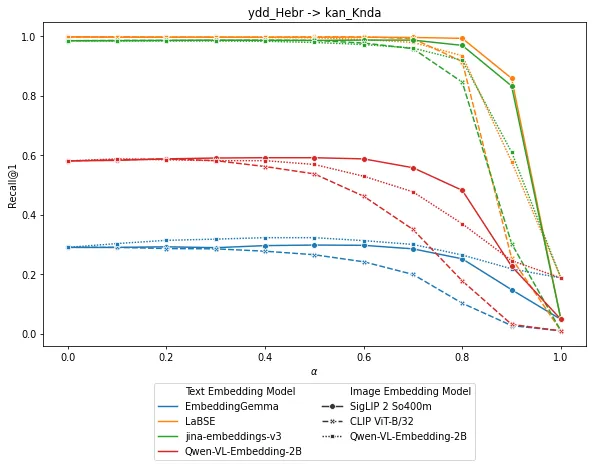 ydd_Hebr -> kan_Knda
Recall@1
1.0
0.8
0.6
0.4
0.2
0.0
0.0 0.2 0.4 0.6 0.8 1.0
α
Text Embedding Model
EmbeddingGemma
LaBSE
jina-embeddings-v3
Qwen-VL-Embedding-2B
Image Embedding Model
SigLIP 2 So400m
CLIP ViT-B/32
Qwen-VL-Embedding-2B